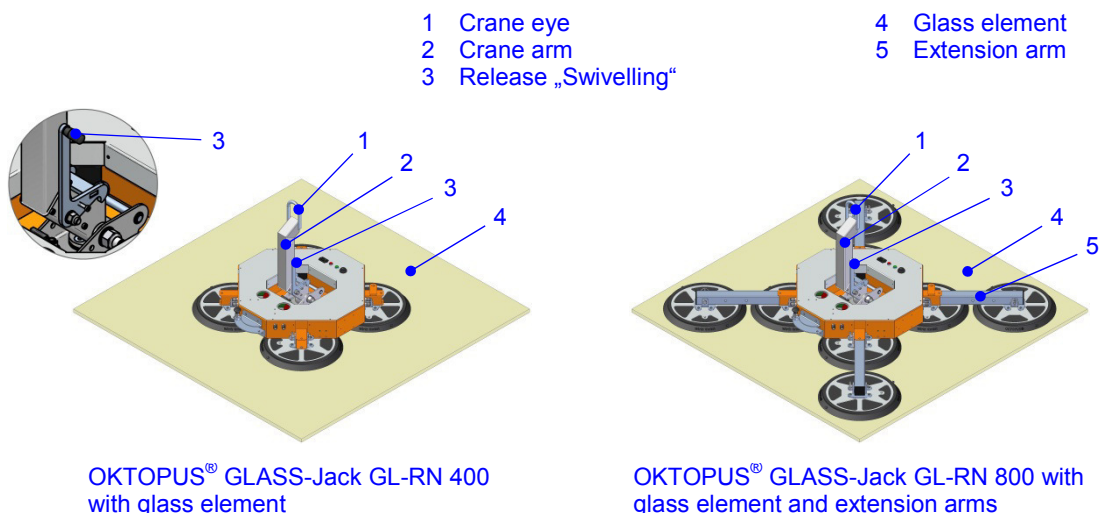 1 Crane eye
2 Crane arm
3 Release „Swivelling“
4 Glass element
5 Extension arm
3
1
2
3
4
1
2
3
4
5
OKTOPUS® GLASS-Jack GL-RN 400
with glass element
OKTOPUS® GLASS-Jack GL-RN 800 with
glass element and extension arms